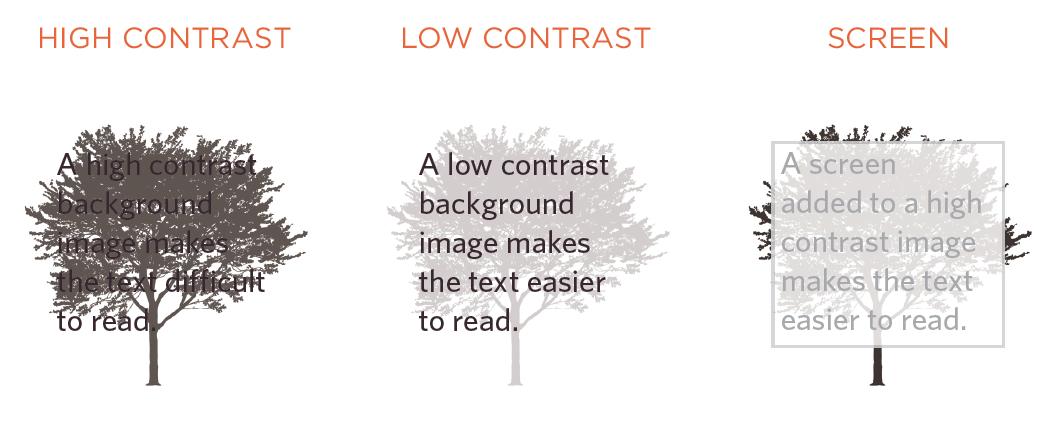 HIGH CONTRAST
A high contrast
background
image makes
the text difficult
to read.
LOW CONTRAST
A low contrast
background
image makes
the text easier
to read.
SCREEN
A screen
added to a high
contrast image
makes the text
easier to read.